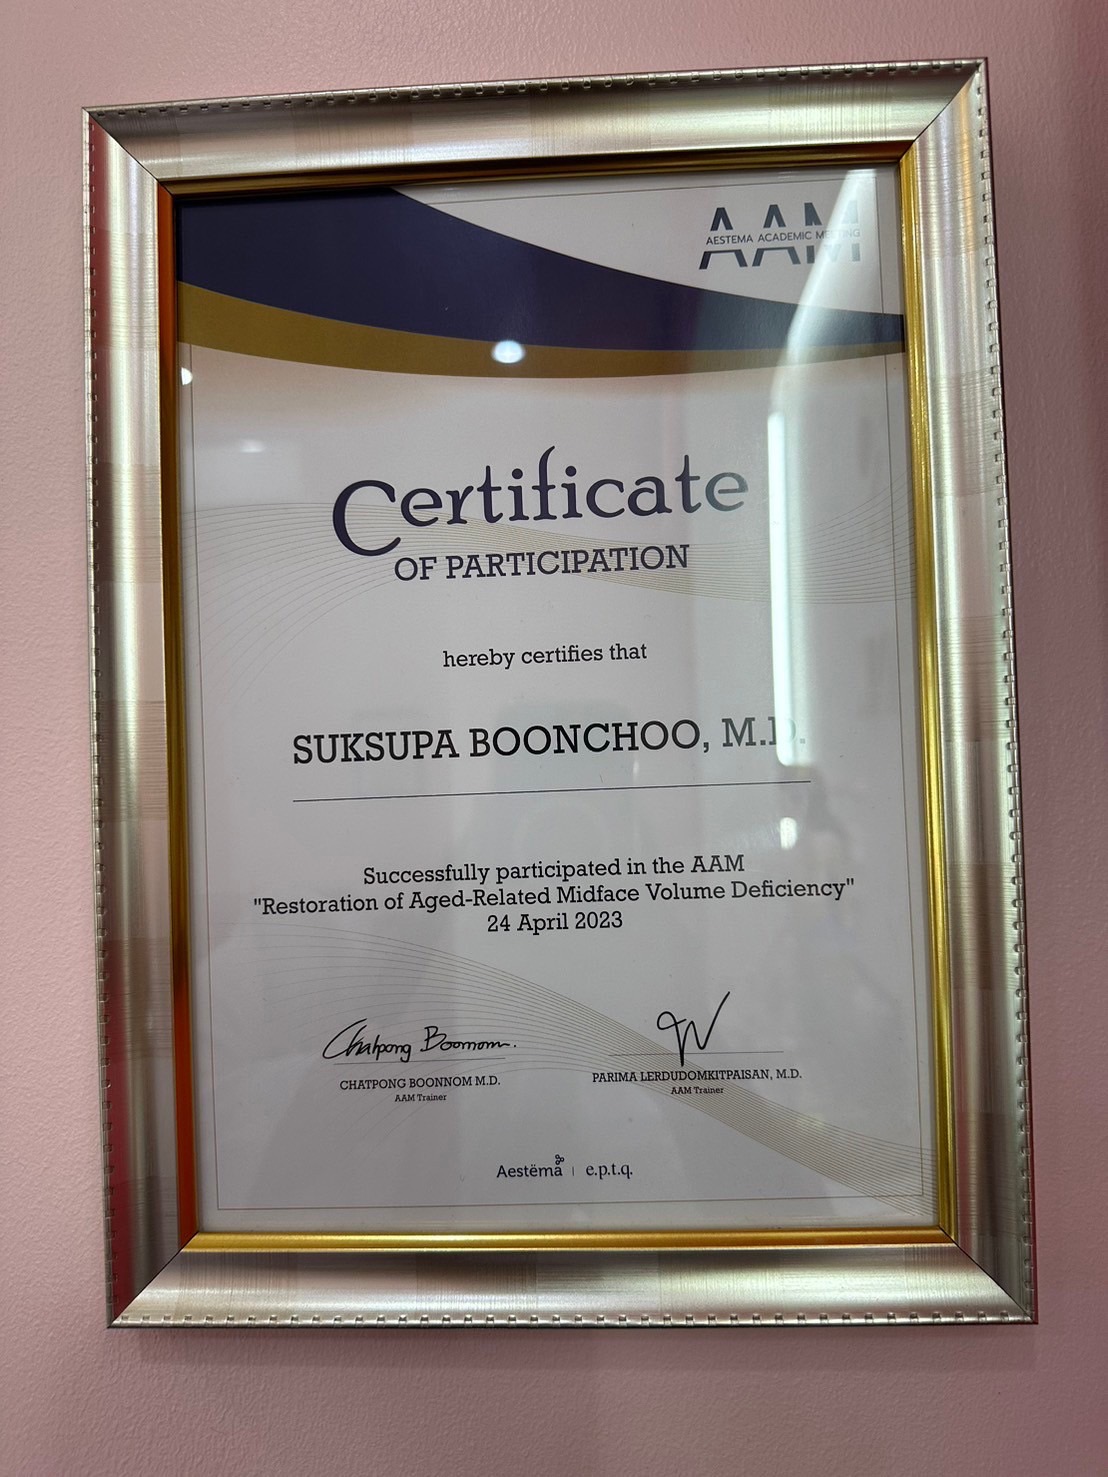 AAM
AESTEMA ACADEMIC MEETING
Certificate
OF PARTICIPATION
hereby certifies that
SUKSUPA BOONCHOO, M.D.
Successfully participated in the AAM
"Restoration of Aged-Related Midface Volume Deficiency"
24 April 2023
Chatpong Boonnom.
CHATPONG BOONNOM M.D.
AAM Trainer
PARIMA LERDUDOMKITPAISAN, M.D.
AAM Trainer
Aestëma | e.p.t.q.